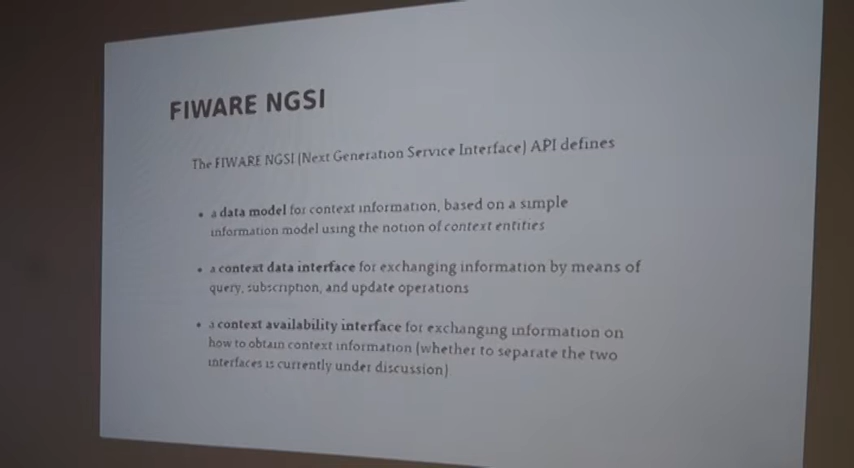 FIWARE NGSI
The FIWARE NGSI (Next Generation Service Interface) API defines
• a data model for context information, based on a simple
information model using the notion of context entities
• a context data interface for exchanging information by means of
query, subscription, and update operations
• a context availability interface for exchanging information on
how to obtain context information (whether to separate the two
interfaces is currently under discussion)